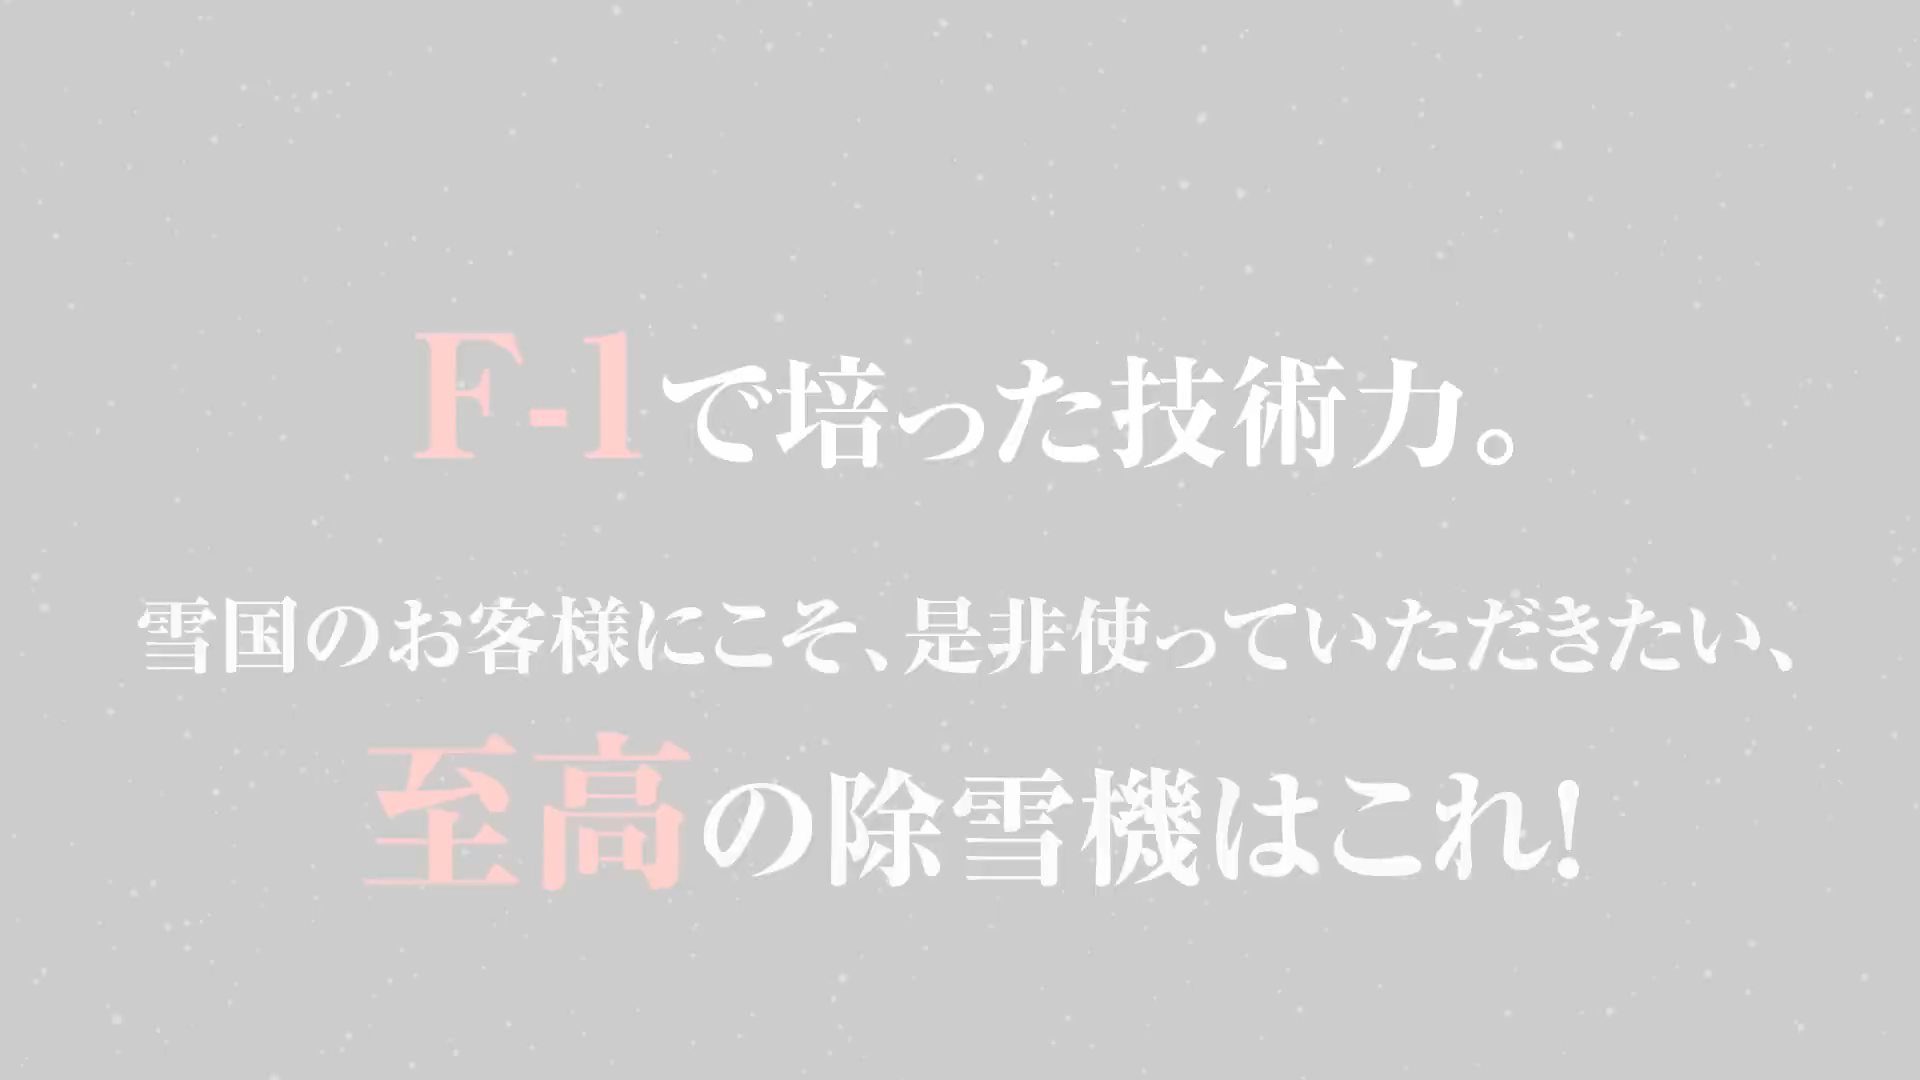 F-1で培った技術力。
雪国のお客様にこそ、是非使っていただきたい、
至高の除雪機はこれ!